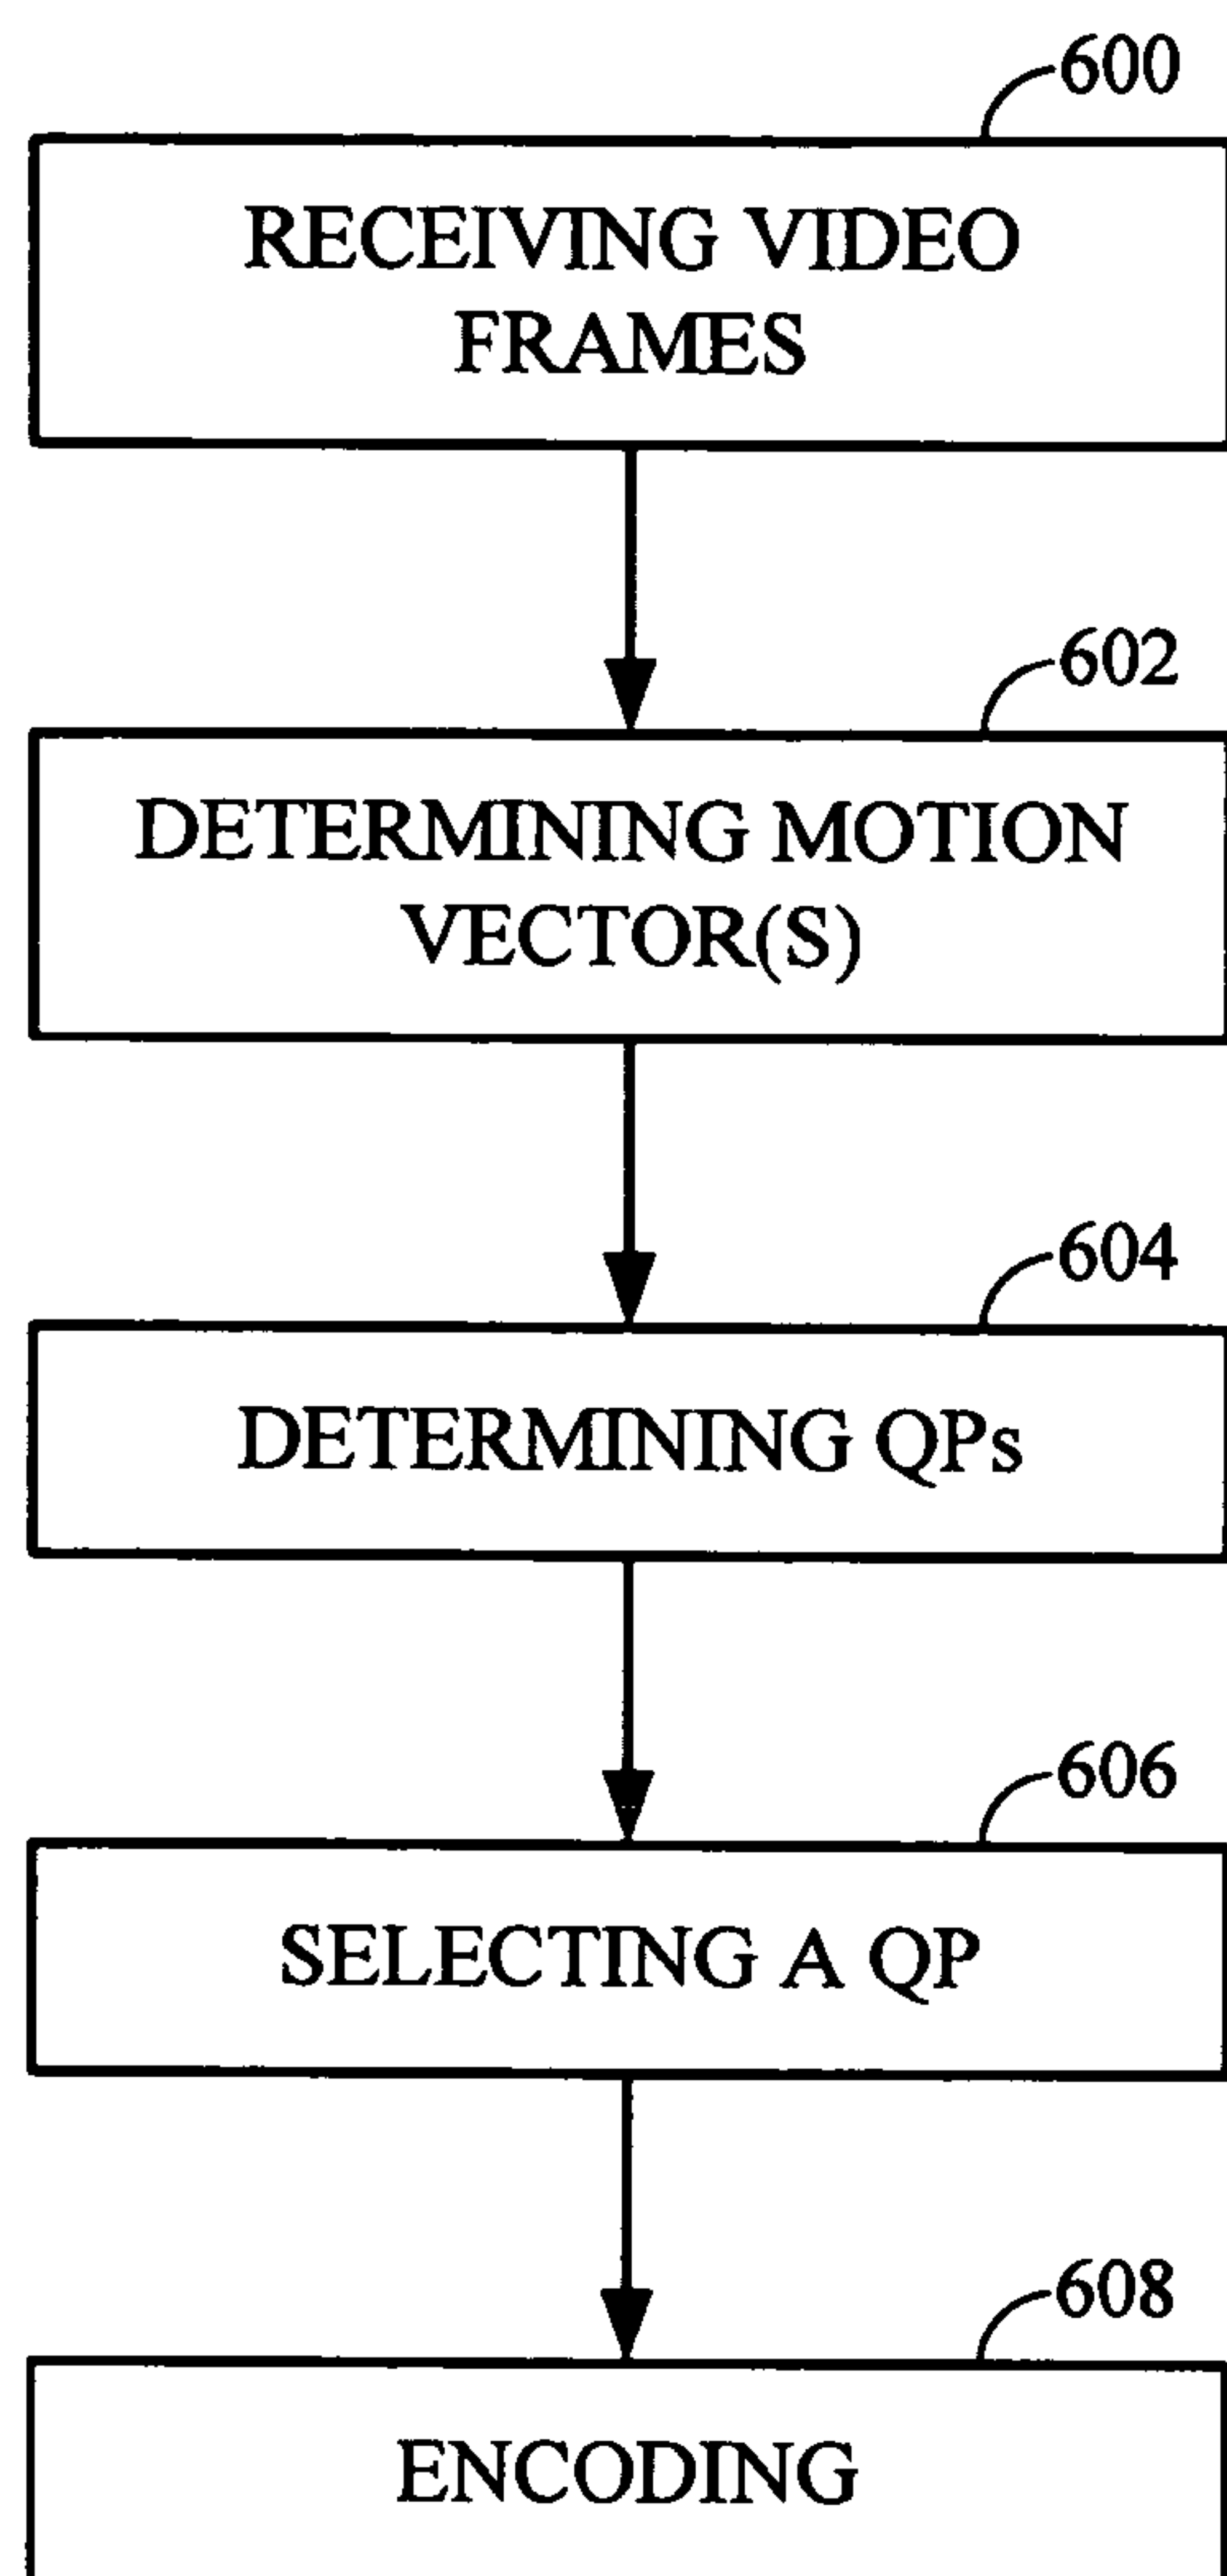 600
RECEIVING VIDEO
FRAMES
602
DETERMINING MOTION
VECTOR(S)
604
DETERMINING QPs
606
SELECTING A QP
608
ENCODING